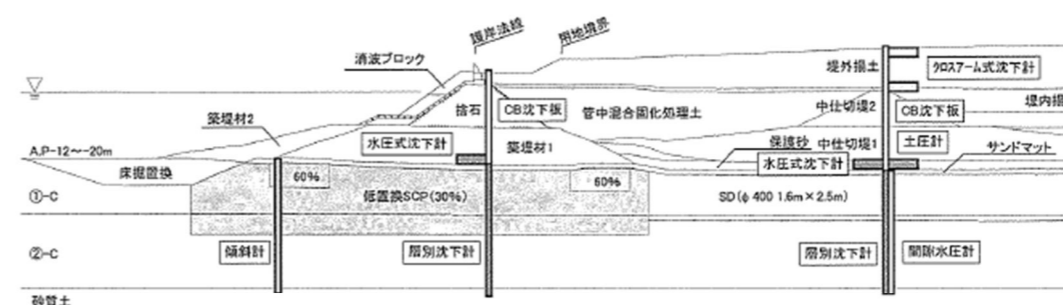 護岸法線
用地境界
消波ブロック
堤外揚土
クロスアーム式沈下計
捨石
CB沈下板
管中混合固化処理土
中仕切堤2
CB沈下板
堤内揚
築堤材2
水圧式沈下計
築堤材1
保護砂
中仕切堤1
土圧計
サンドマット
A.P-12〜-20m
水圧式沈下計
床掘置換
60%
60%
①-C
低置換SCP(30%)
SD(φ400 1.6m×2.5m)
②-C
傾斜計
層別沈下計
層別沈下計
間隙水圧計
砂質土